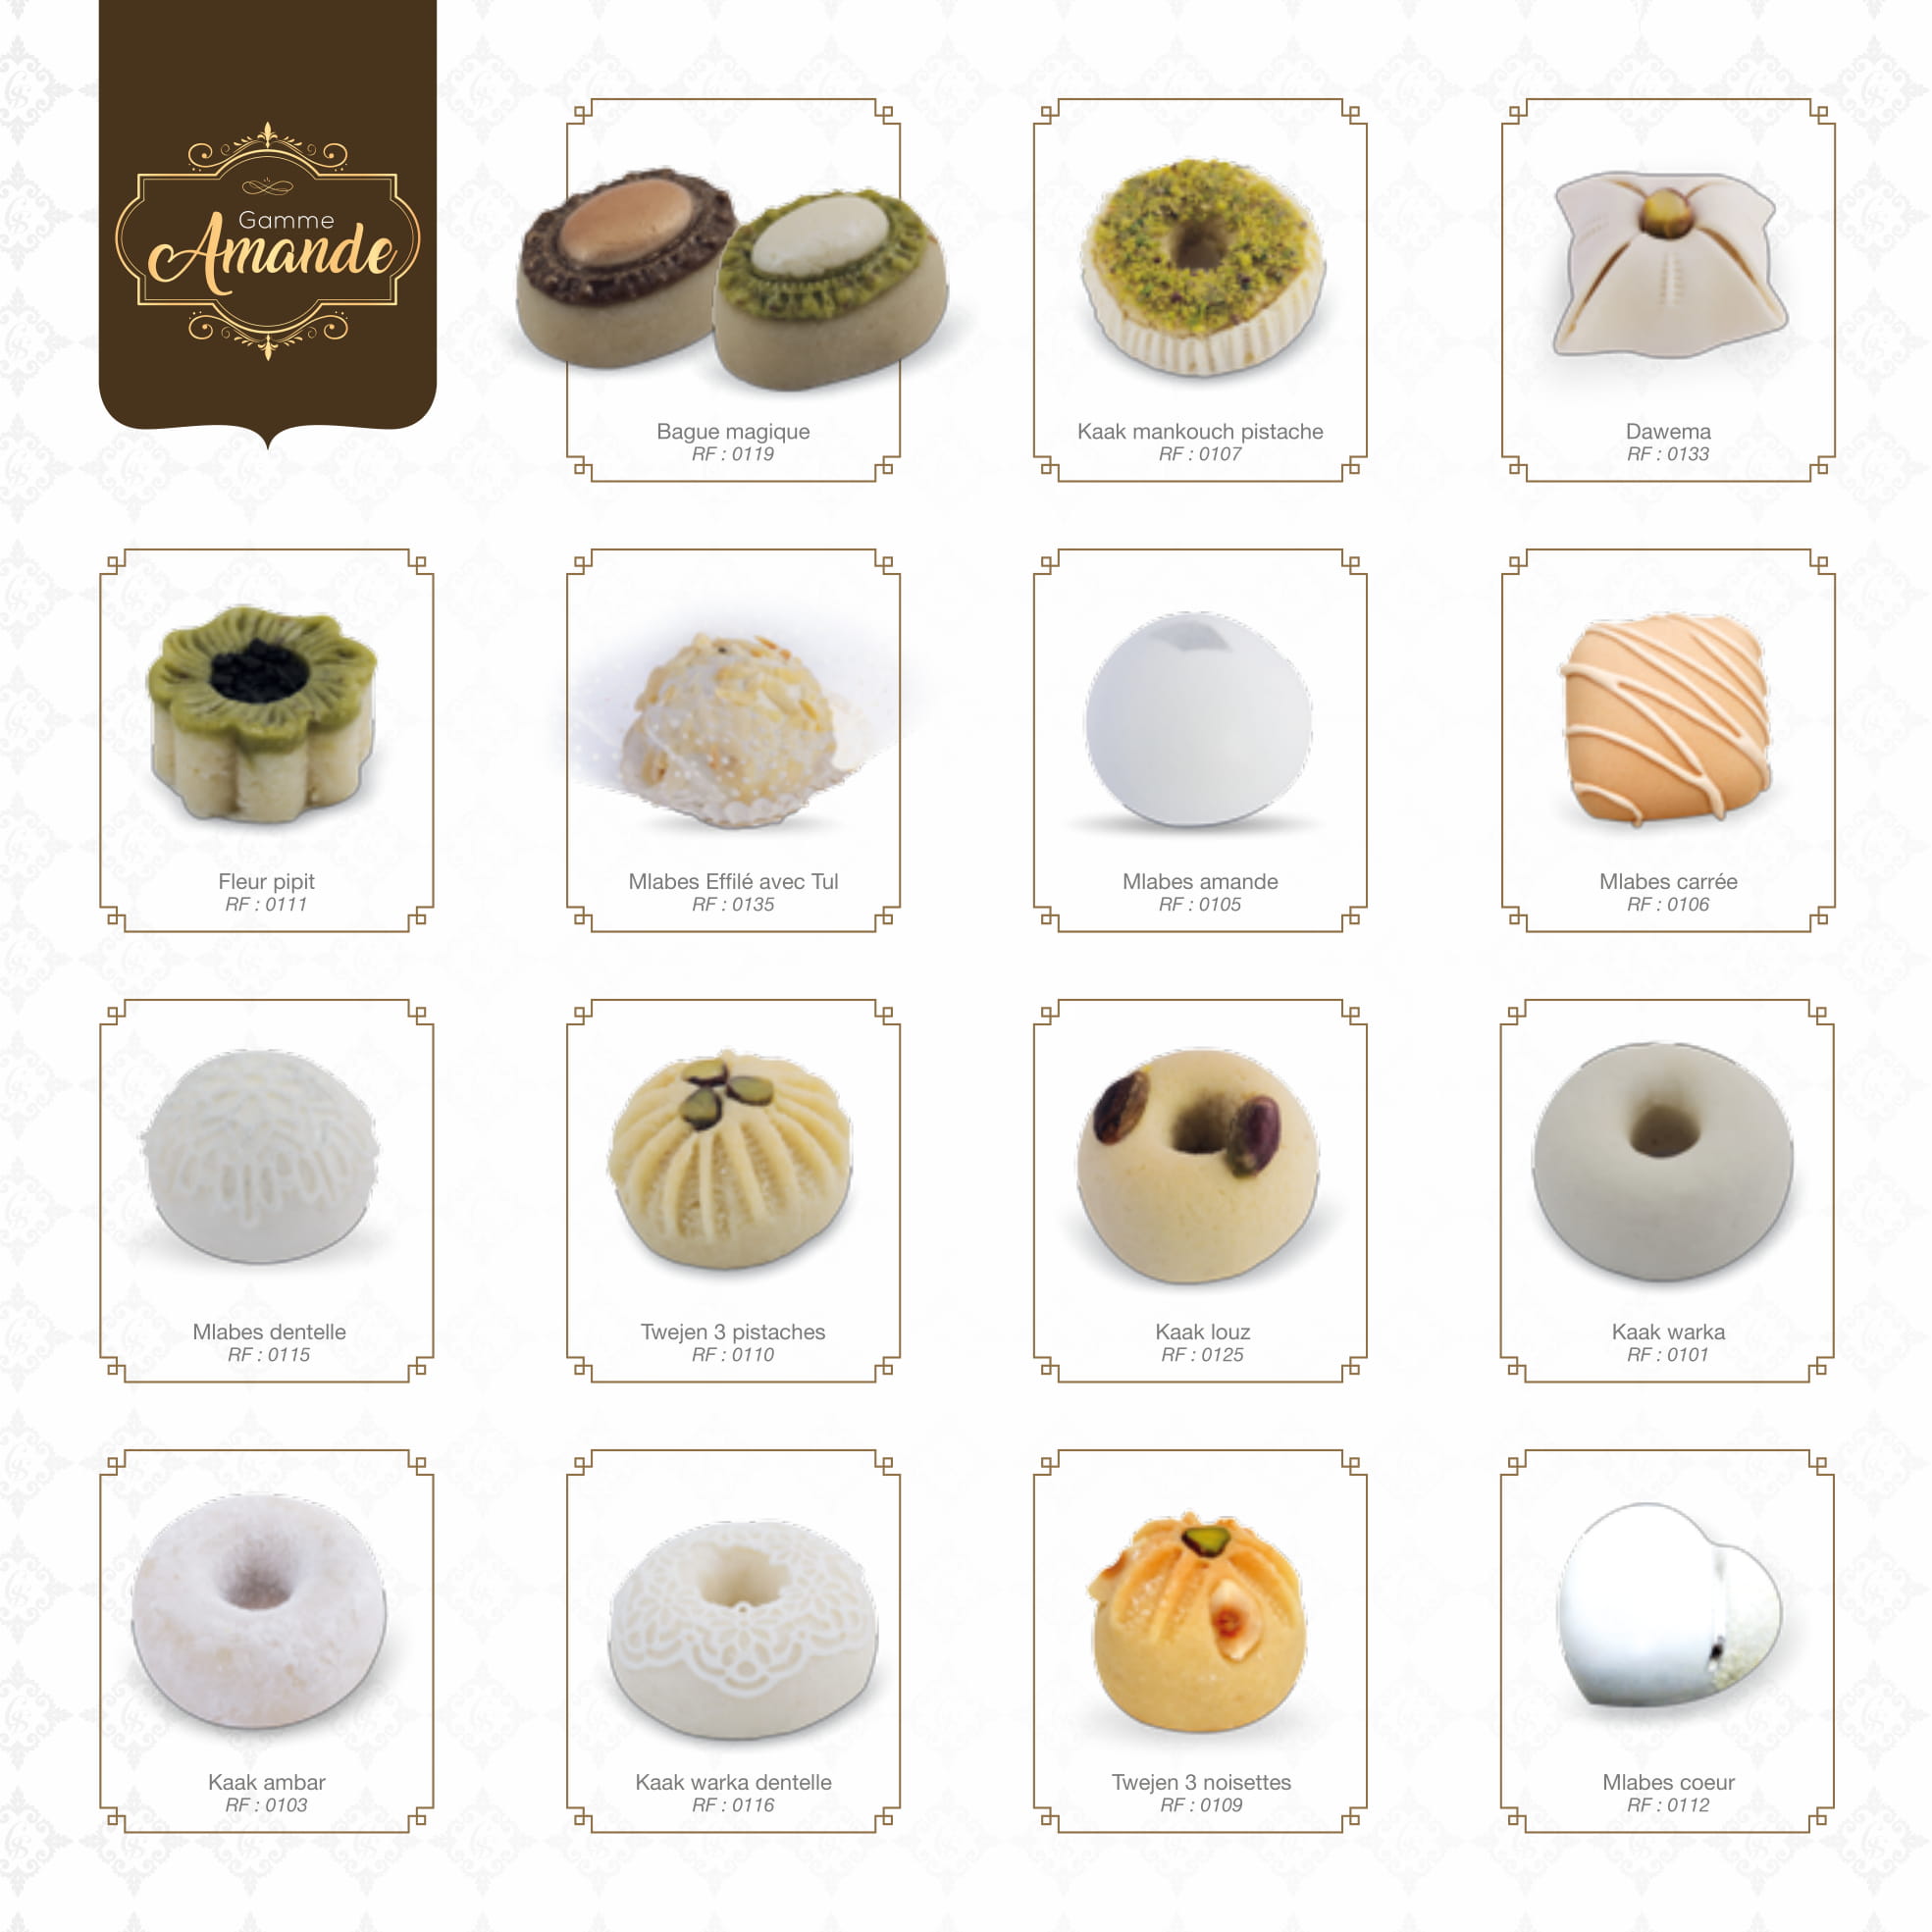 Gamme
Amande
Bague magique
RF : 0119
Kaak mankouch pistache
RF : 0107
Dawema
RF : 0133
Fleur pipit
RF : 0111
Mlabes Effilé avec Tul
RF : 0135
Mlabes amande
RF : 0105
Mlabes carrée
RF : 0106
Mlabes dentelle
RF : 0115
Twejen 3 pistaches
RF : 0110
Kaak louz
RF : 0125
Kaak warka
RF : 0101
Kaak ambar
RF : 0103
Kaak warka dentelle
RF : 0116
Twejen 3 noisettes
RF : 0109
Mlabes coeur
RF : 0112